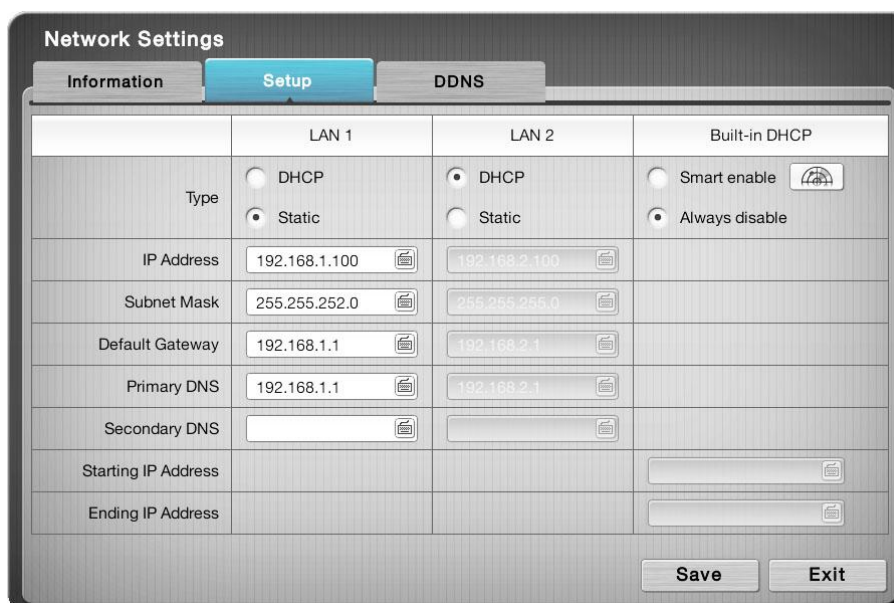 Network Settings
Information Setup DDNS
LAN 1 LAN 2 Built-in DHCP
Type DHCP DHCP Smart enable
Static Static Always disable
IP Address 192.168.1.100 192.168.2.100
Subnet Mask 255.255.252.0 255.255.255.0
Default Gateway 192.168.1.1 192.168.2.1
Primary DNS 192.168.1.1 192.168.2.1
Secondary DNS
Starting IP Address
Ending IP Address
Save Exit